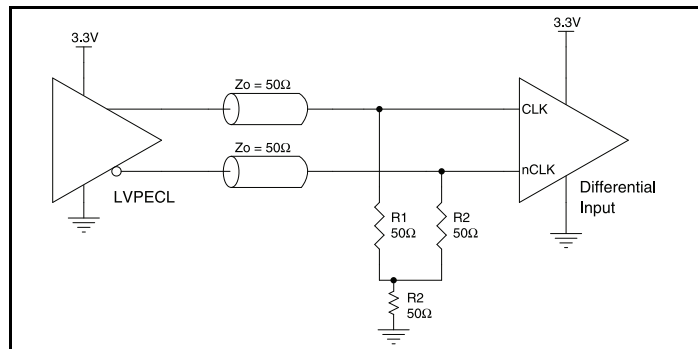 3.3V
3.3V
Zo = 50Ω
CLK
Zo = 50Ω
nCLK
LVPECL
Differential
Input
R1
50Ω
R2
50Ω
R2
50Ω